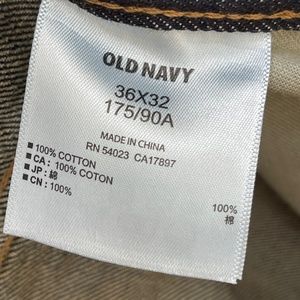 OLD NAVY
36X32
175/90A
MADE IN CHINA
RN 54023 CA17897
■ 100% COTTON
■ CA : 100% COTON
■ JP : 綿 100%
■ CN : 100% 棉